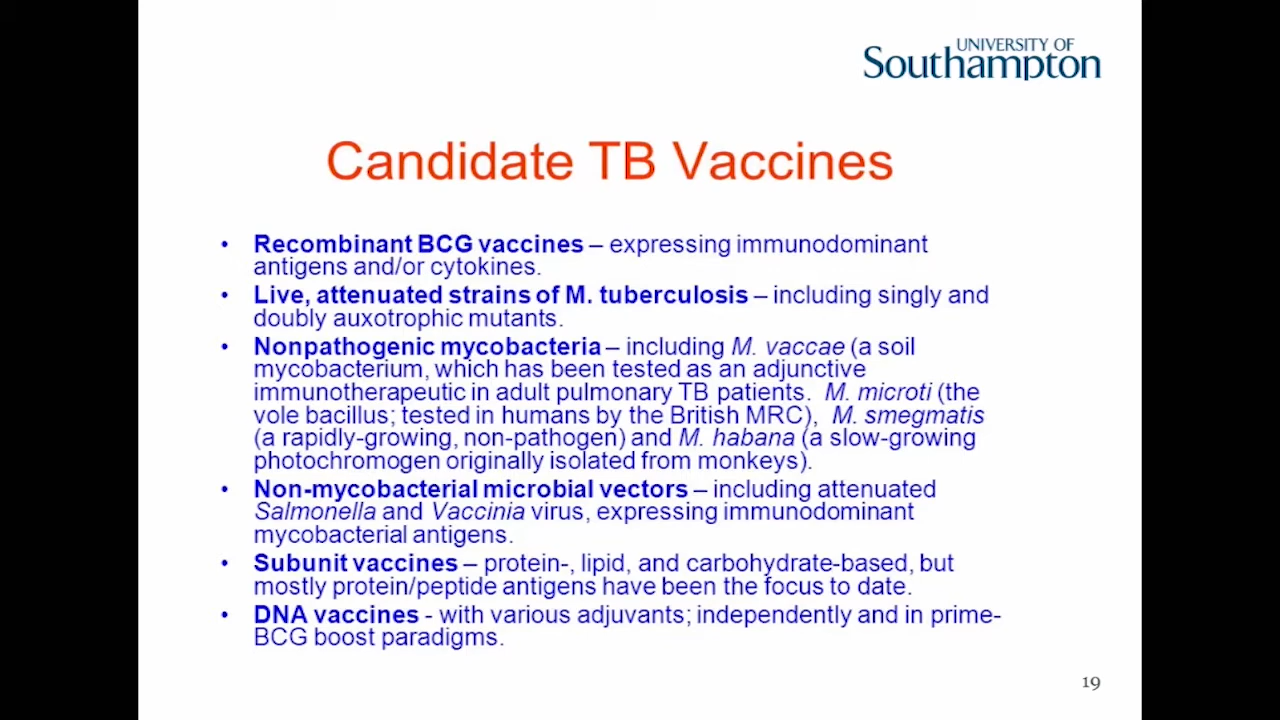 UNIVERSITY OF
Southampton
Candidate TB Vaccines
• Recombinant BCG vaccines – expressing immunodominant
antigens and/or cytokines.
• Live, attenuated strains of M. tuberculosis – including singly and
doubly auxotrophic mutants.
• Nonpathogenic mycobacteria – including M. vaccae (a soil
mycobacterium, which has been tested as an adjunctive
immunotherapeutic in adult pulmonary TB patients.  M. microti (the
vole bacillus; tested in humans by the British MRC),  M. smegmatis
(a rapidly-growing, non-pathogen) and M. habana (a slow-growing
photochromogen originally isolated from monkeys).
• Non-mycobacterial microbial vectors – including attenuated
Salmonella and Vaccinia virus, expressing immunodominant
mycobacterial antigens.
• Subunit vaccines – protein-, lipid, and carbohydrate-based, but
mostly protein/peptide antigens have been the focus to date.
• DNA vaccines - with various adjuvants; independently and in prime-
BCG boost paradigms.
19